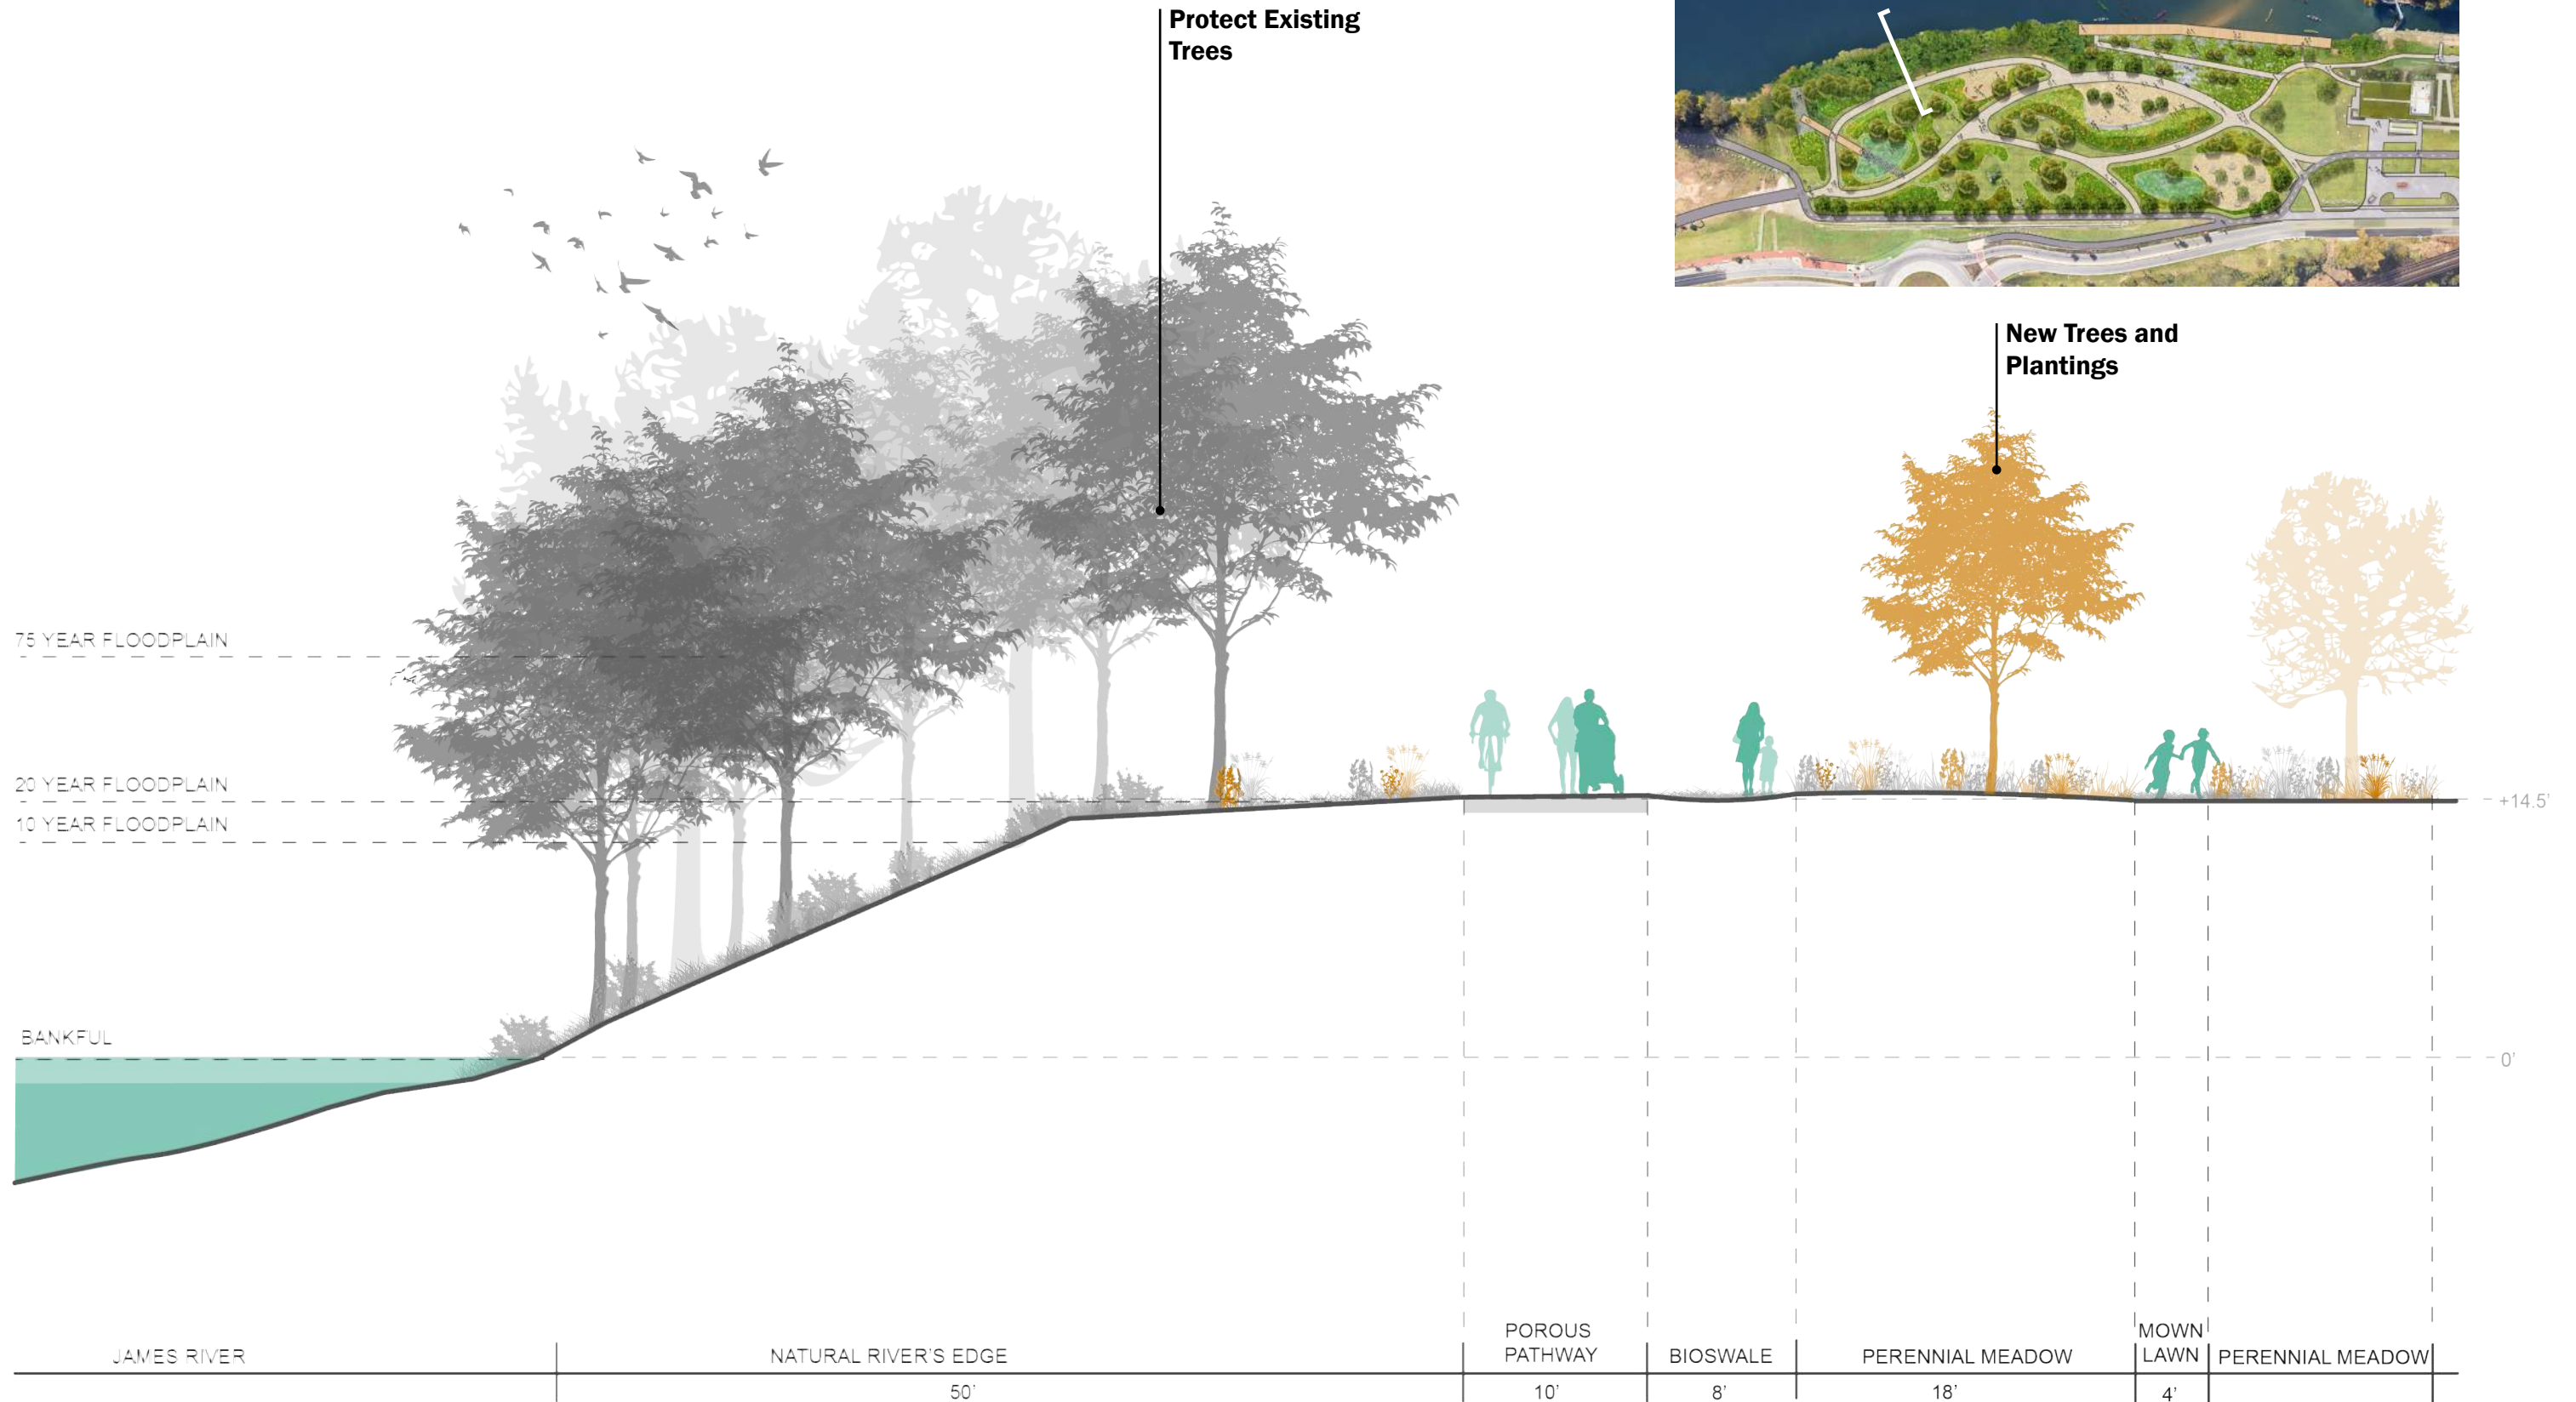 Protect Existing
Trees
New Trees and
Plantings
75 YEAR FLOODPLAIN
20 YEAR FLOODPLAIN
10 YEAR FLOODPLAIN
+14.5'
BANKFUL
0'
JAMES RIVER
NATURAL RIVER'S EDGE
POROUS
PATHWAY
BIOSWALE
PERENNIAL MEADOW
MOWN
LAWN
PERENNIAL MEADOW
50'
10'
8'
18'
4'